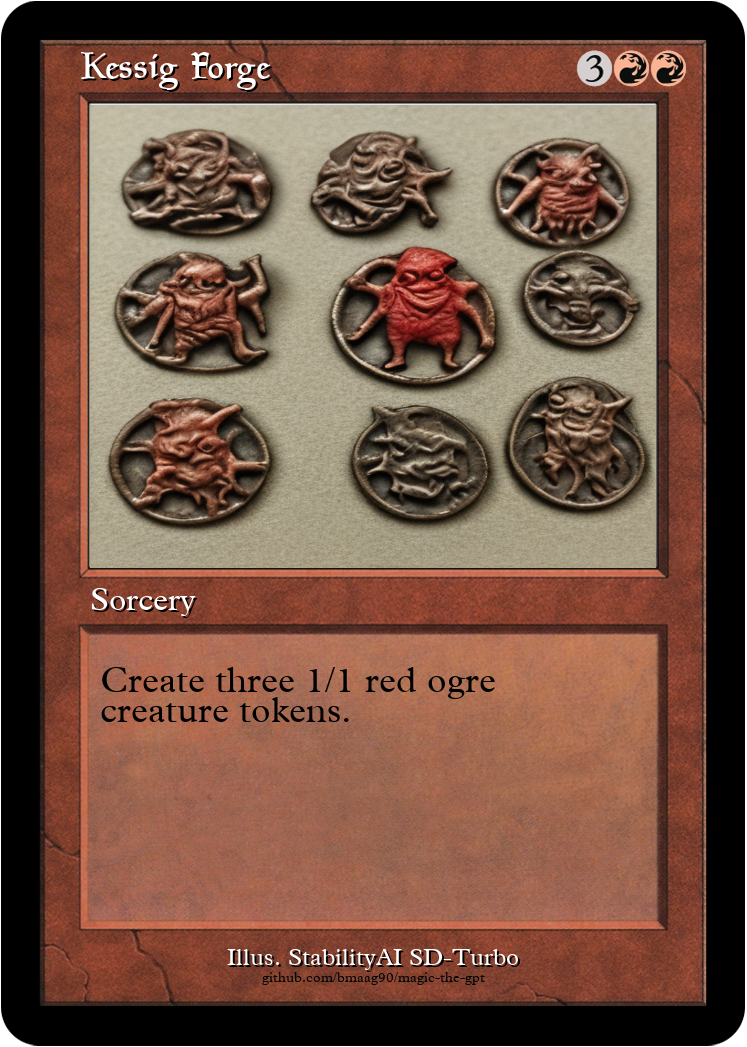 Kessig Forge 3
Sorcery
Create three 1/1 red ogre
creature tokens.
Illus. StabilityAI SD-Turbo
github.com/bmaag90/magic-the-gpt